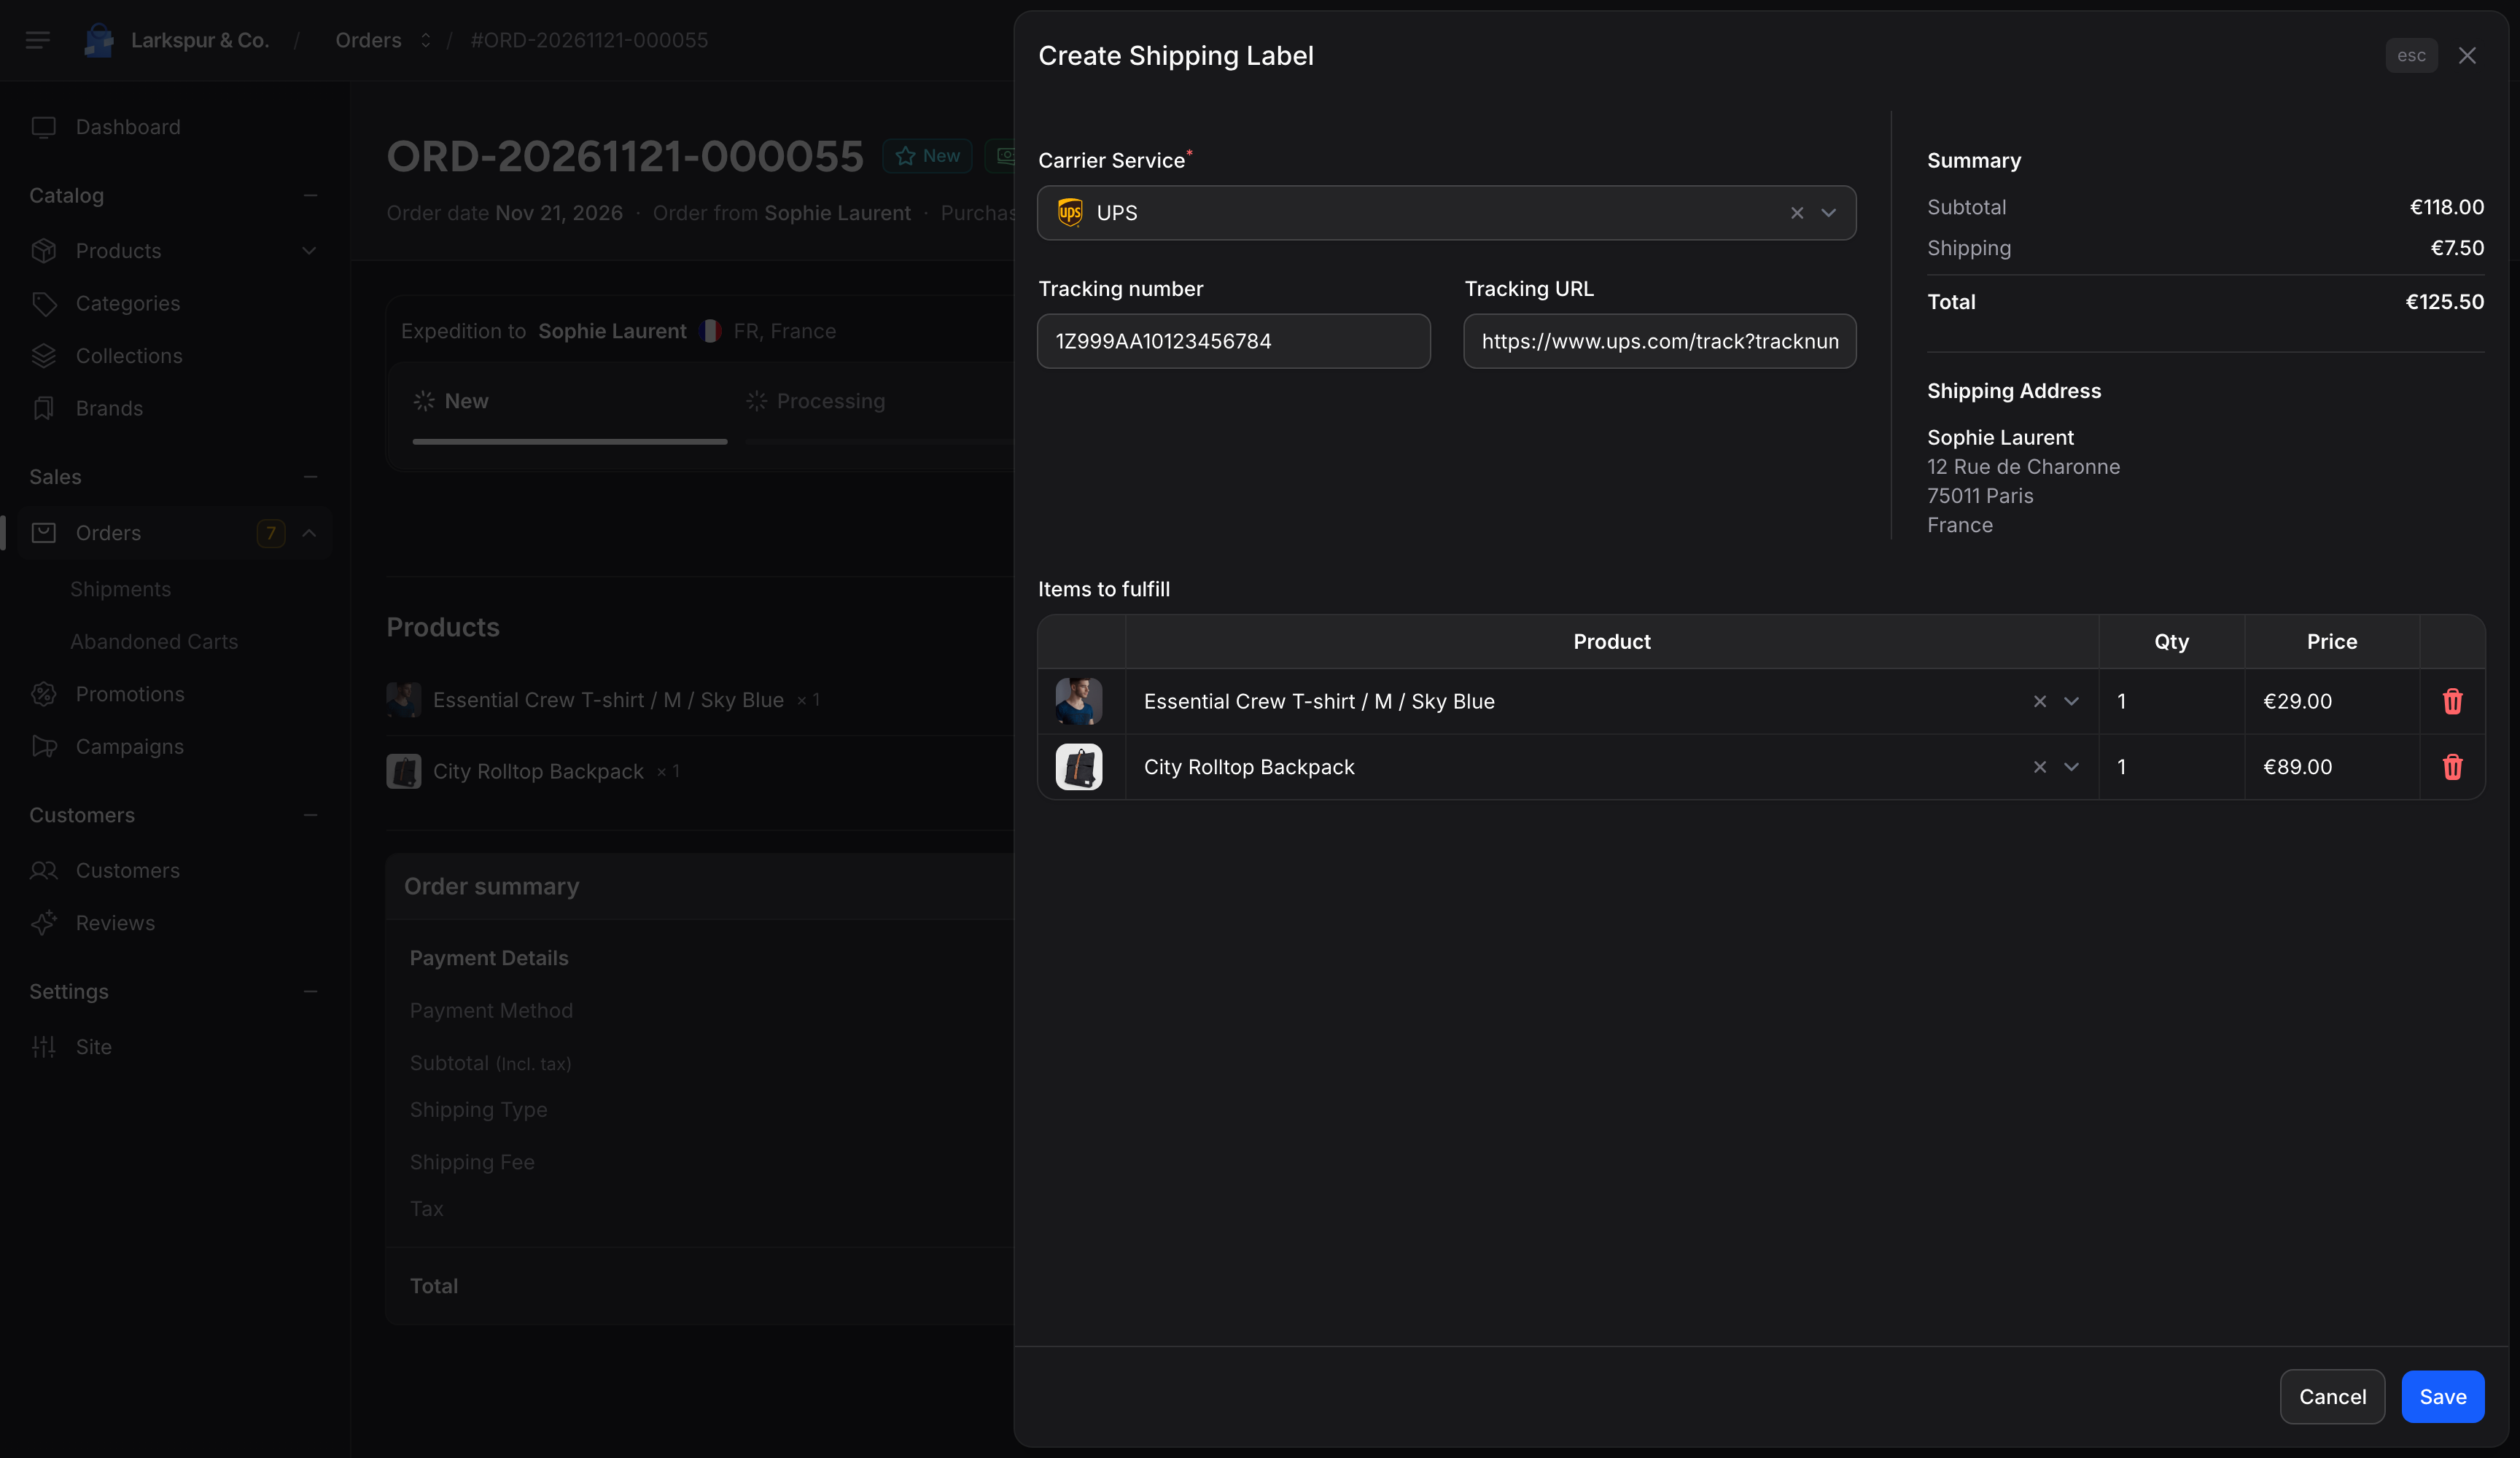 Larkspur & Co. / Orders / #ORD-20261121-000055
Dashboard
Catalog
Products
Categories
Collections
Brands
Sales
Orders 7
Shipments
Abandoned Carts
Promotions
Campaigns
Customers
Customers
Reviews
Settings
Site
ORD-20261121-000055 New
Order date Nov 21, 2026 · Order from Sophie Laurent ·
Expedition to Sophie Laurent FR, France
New
Processing
Products
Essential Crew T-shirt / M / Sky Blue × 1
City Rolltop Backpack × 1
Order summary
Payment Details
Payment Method
Subtotal (Incl. tax)
Shipping Type
Shipping Fee
Tax
Total
Create Shipping Label
esc
Carrier Service*
ups UPS
Tracking number
1Z999AA10123456784
Tracking URL
https://www.ups.com/track?tracknun
Summary
Subtotal €118.00
Shipping €7.50
Total €125.50
Shipping Address
Sophie Laurent
12 Rue de Charonne
75011 Paris
France
Items to fulfill
Product Qty Price
Essential Crew T-shirt / M / Sky Blue 1 €29.00
City Rolltop Backpack 1 €89.00
Cancel
Save